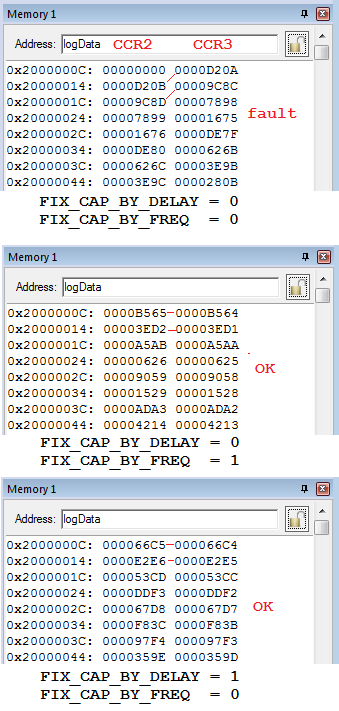 Memory 1
Address: logData CCR2 CCR3
0x2000000C: 00000000 0000D20A
0x20000014: 0000D20B 00009C8C
0x2000001C: 00009C8D 00007898
0x20000024: 00007899 00001675 fault
0x2000002C: 00001676 0000DE7F
0x20000034: 0000DE80 0000626B
0x2000003C: 0000626C 00003E9B
0x20000044: 00003E9C 0000280B
FIX_CAP_BY_DELAY = 0
FIX_CAP_BY_FREQ = 0
Memory 1
Address: logData
0x2000000C: 0000B565 0000B564
0x20000014: 00003ED2 00003ED1
0x2000001C: 0000A5AB 0000A5AA
0x20000024: 00000626 00000625 OK
0x2000002C: 00009059 00009058
0x20000034: 00001529 00001528
0x2000003C: 0000ADA3 0000ADA2
0x20000044: 00004214 00004213
FIX_CAP_BY_DELAY = 0
FIX_CAP_BY_FREQ = 1
Memory 1
Address: logData
0x2000000C: 000066C5 000066C4
0x20000014: 0000E2E6 0000E2E5
0x2000001C: 000053CD 000053CC
0x20000024: 0000DDF3 0000DDF2
0x2000002C: 000067D8 000067D7 OK
0x20000034: 0000F83C 0000F83B
0x2000003C: 000097F4 000097F3
0x20000044: 0000359E 0000359D
FIX_CAP_BY_DELAY = 1
FIX_CAP_BY_FREQ = 0